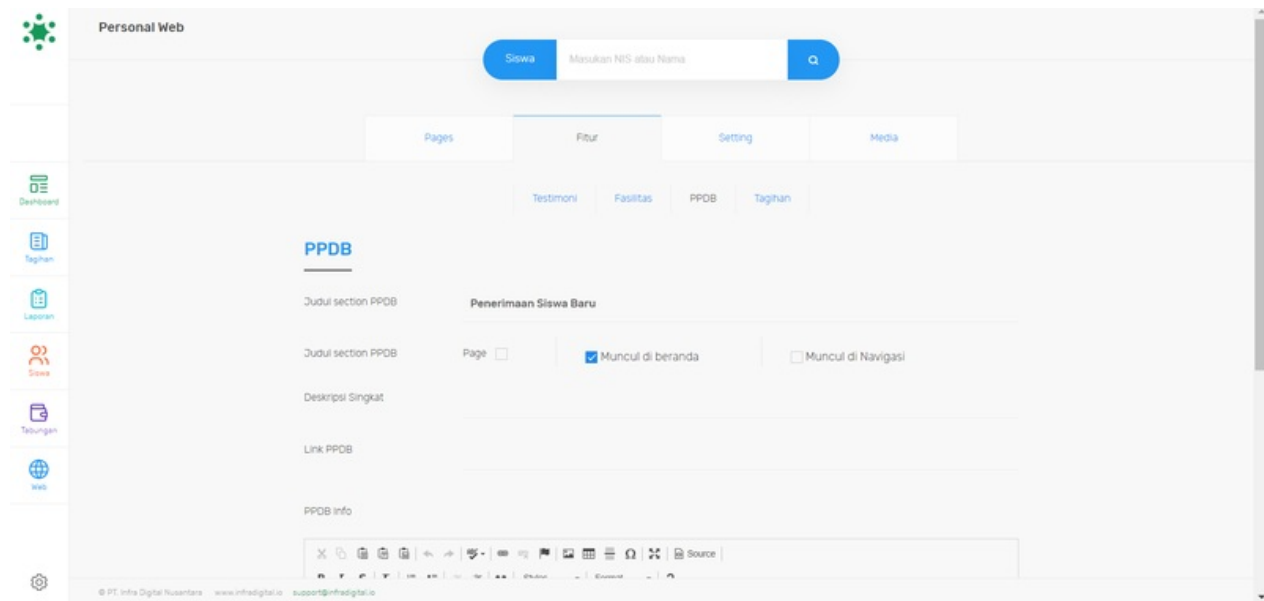 Personal Web
Siswa Masukan NIS atau Nama
Pages Fitur Setting Media
Testimoni Fasilitas PPDB Tagihan
Dashboard
Tagihan
Laporan
Siswa
Tabungan
Web
PPDB
Judul section PPDB Penerimaan Siswa Baru
Judul section PPDB Page Muncul di beranda Muncul di Navigasi
Deskripsi Singkat
Link PPDB
PPDB Info
Source
© PT. Infra Digital Nusantara www.infradigital.io support@infradigital.io